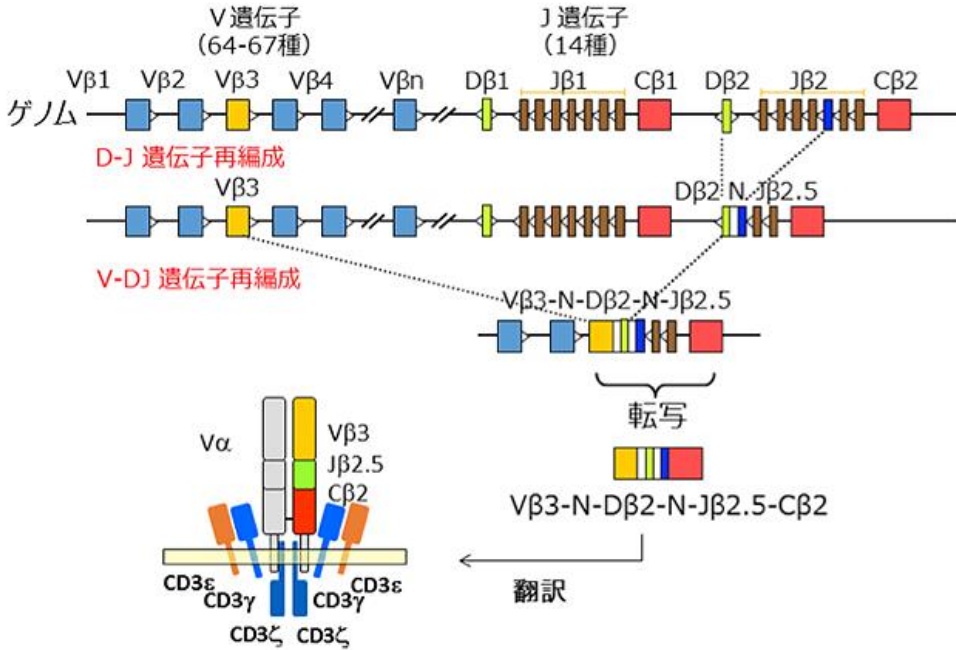 V 遺伝子
(64-67種)
J 遺伝子
(14種)
Vβ1 Vβ2 Vβ3 Vβ4 Vβn Dβ1 Jβ1 Cβ1 Dβ2 Jβ2 Cβ2
ゲノム
D-J 遺伝子再編成
Vβ3
Dβ2 N Jβ2.5
V-DJ 遺伝子再編成
Vβ3-N-Dβ2-N-Jβ2.5
転写
Vβ3-N-Dβ2-N-Jβ2.5-Cβ2
翻訳
Vα
Vβ3
Jβ2.5
Cβ2
CD3ε CD3γ CD3ζ CD3ζ CD3γ CD3ε